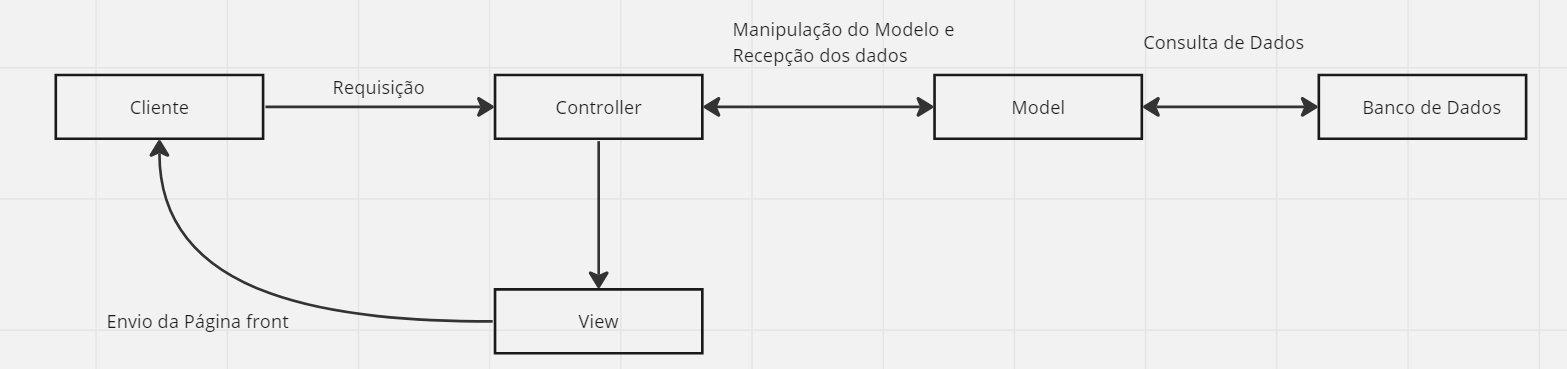 Manipulação do Modelo e
Recepção dos dados
Consulta de Dados
Requisição
Cliente
Controller
Model
Banco de Dados
Envio da Página front
View